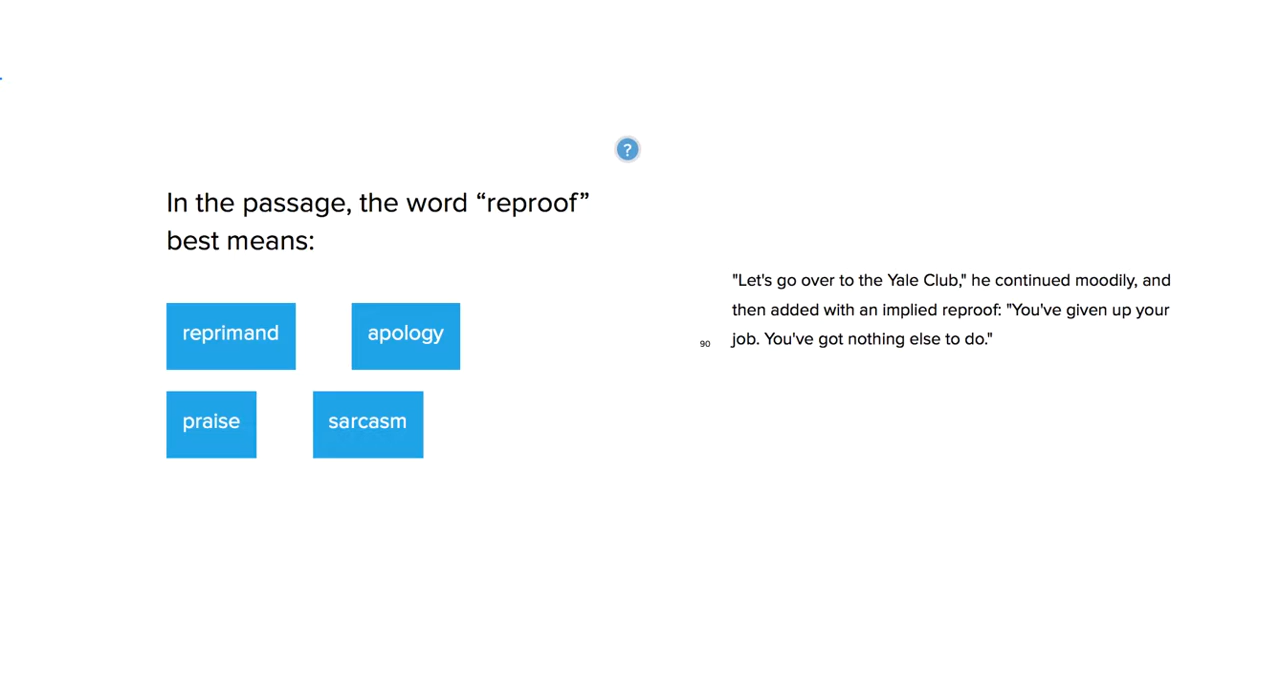 ?
In the passage, the word “reproof”
best means:
reprimand
apology
praise
sarcasm
"Let's go over to the Yale Club," he continued moodily, and
then added with an implied reproof: "You've given up your
90 job. You've got nothing else to do."